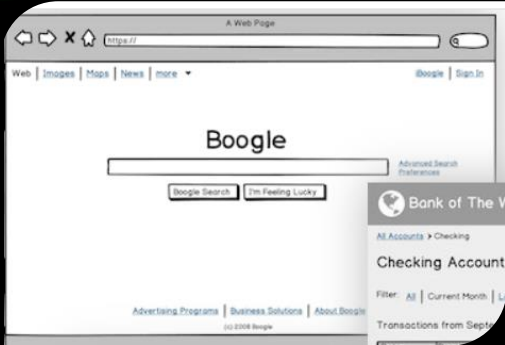 A Web Page
https://
Web | Images | Maps | News | more
iBoogle | Sign In
Boogle
Advanced Search
Preferences
Boogle Search
I'm Feeling Lucky
Bank of The W
All Accounts > Checking
Checking Account
Filter: All | Current Month | L
Transactions from Septe
Advertising Programs | Business Solutions | About Boogle
(c) 2008 Boogle